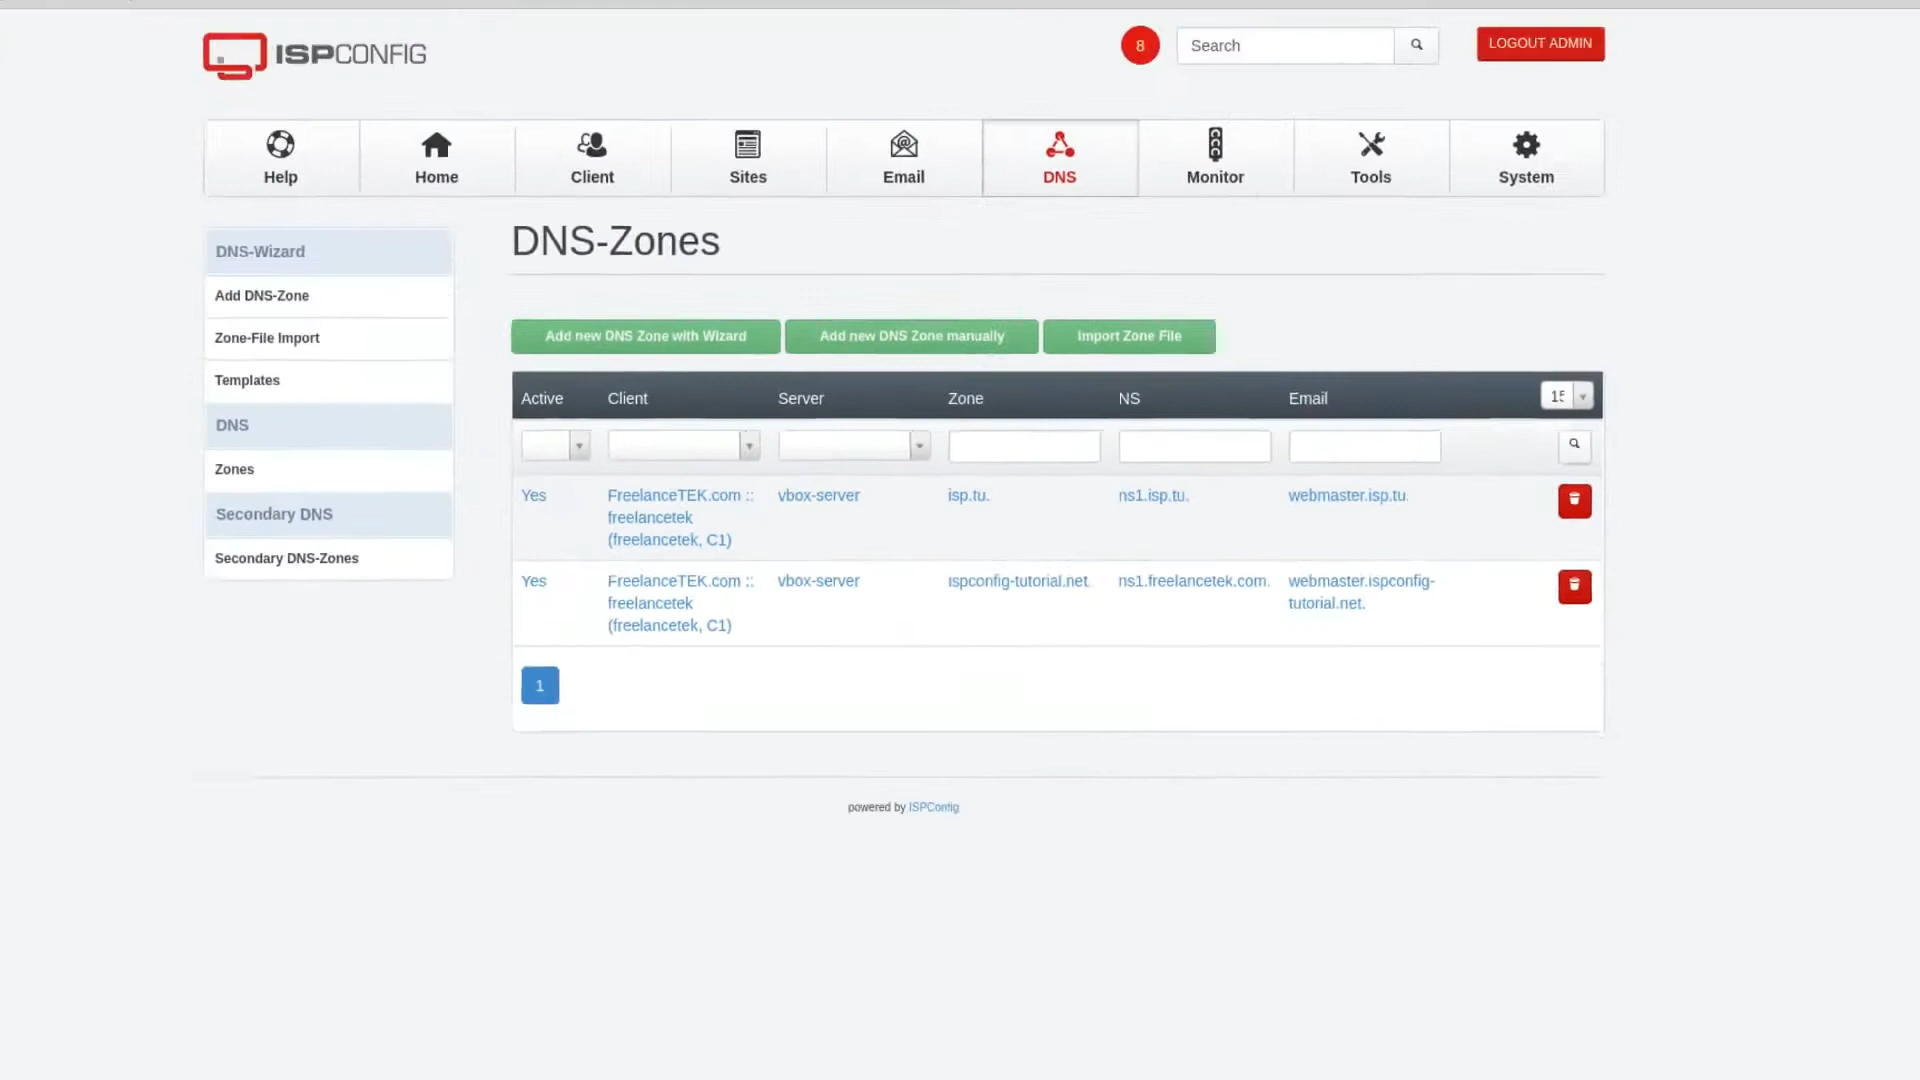 ISPCONFIG
8
Search
LOGOUT ADMIN
Help
Home
Client
Sites
Email
DNS
Monitor
Tools
System
DNS-Wizard
Add DNS-Zone
Zone-File Import
Templates
DNS
Zones
Secondary DNS
Secondary DNS-Zones
DNS-Zones
Add new DNS Zone with Wizard
Add new DNS Zone manually
Import Zone File
Active Client Server Zone NS Email 15
Yes FreelanceTEK.com :: vbox-server isp.tu. ns1.isp.tu. webmaster.isp.tu.
freelancetek
(freelancetek, C1)
Yes FreelanceTEK.com :: vbox-server ispconfig-tutorial.net. ns1.freelancetek.com. webmaster.ispconfig-
freelancetek tutorial.net.
(freelancetek, C1)
1
powered by ISPConfig